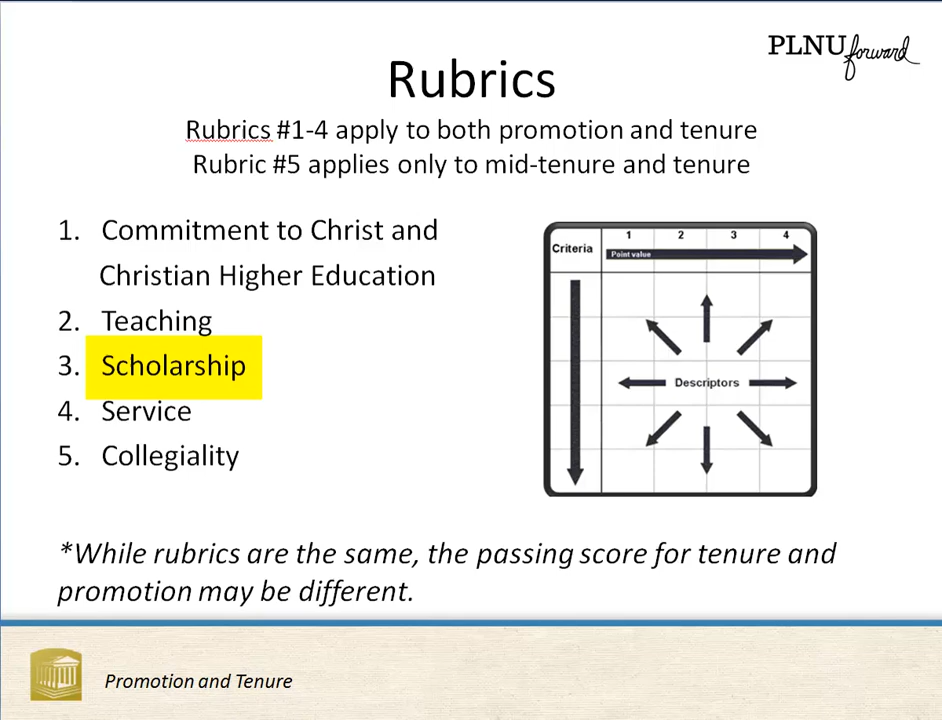 PLNU forward
Rubrics
Rubrics #1-4 apply to both promotion and tenure
Rubric #5 applies only to mid-tenure and tenure
1. Commitment to Christ and
Christian Higher Education
2. Teaching
3. Scholarship
4. Service
5. Collegiality
1 2 3 4
Criteria
Point value
Descriptors
*While rubrics are the same, the passing score for tenure and
promotion may be different.
Promotion and Tenure